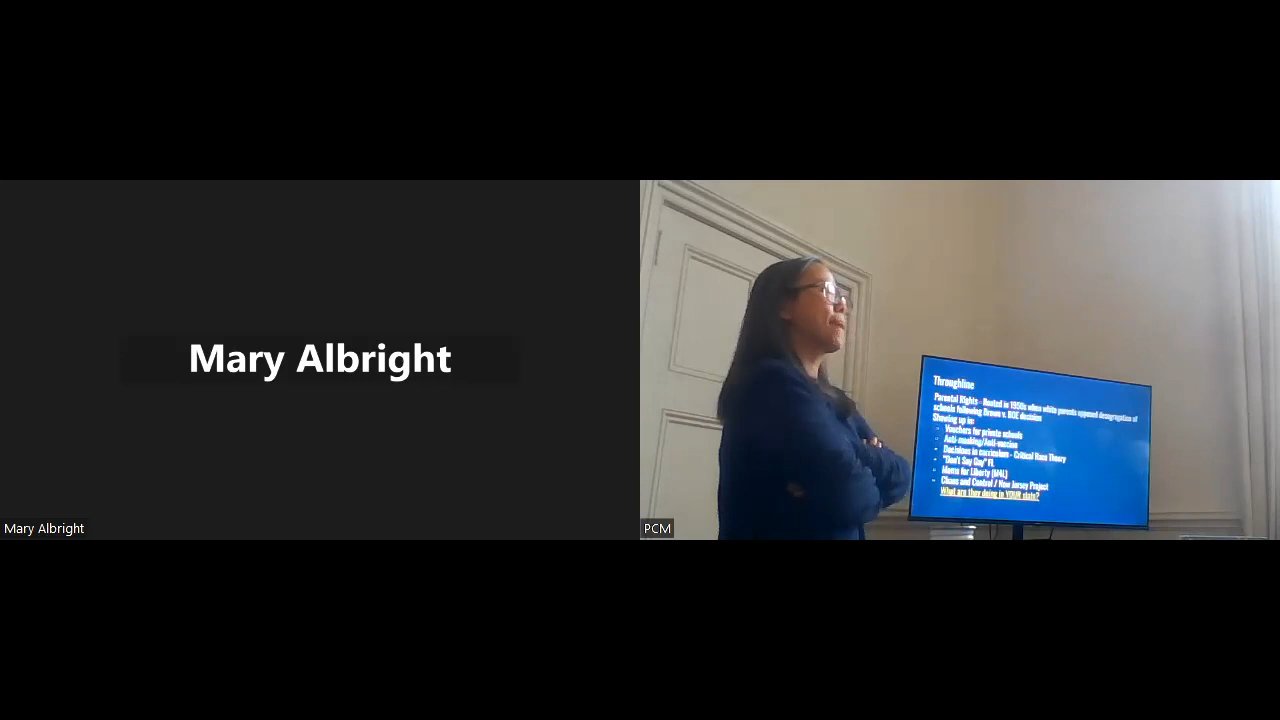 Mary Albright
Mary Albright
PCM
Throughline
Parental Rights - Rooted in 1950s when white parents opposed desegregation of
schools following Brown v. BOE decision
Showing up in:
Vouchers for private schools
Anti-masking/Anti-vaccine
Decisions in curriculum - Critical Race Theory
"Don't Say Gay" FL
Moms for Liberty (M4L)
Chaos and Control / New Jersey Project
What are they doing in YOUR state?